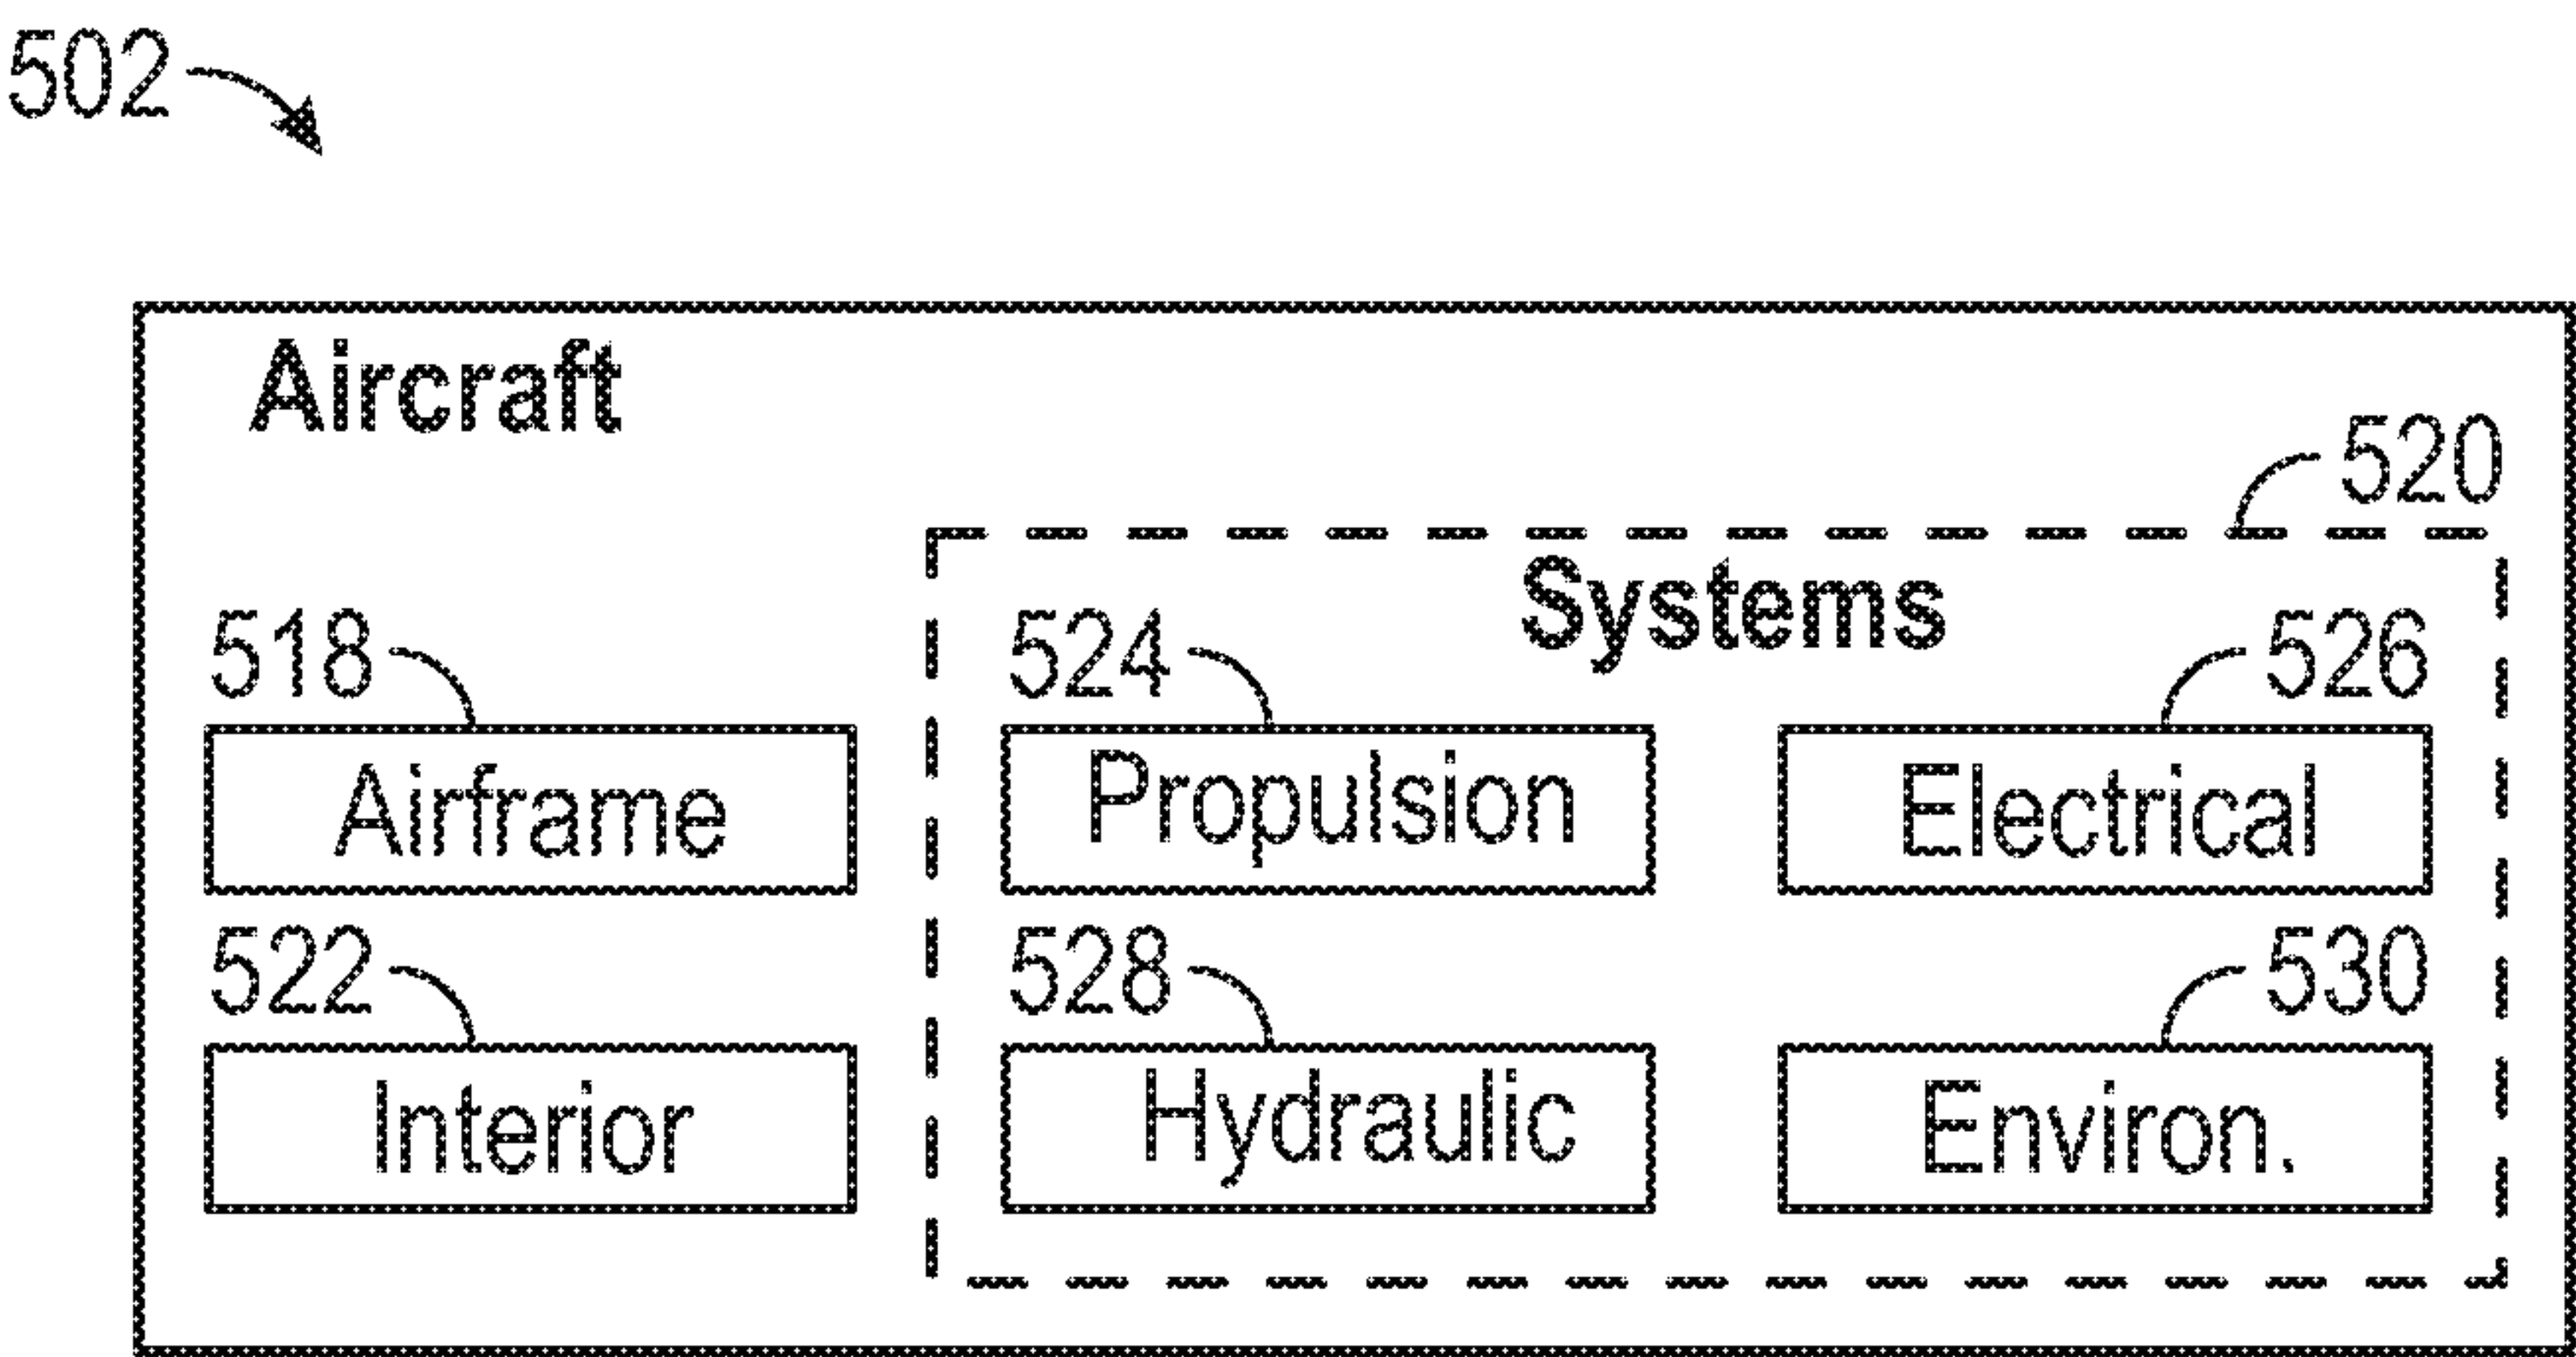 502
Aircraft
520
Systems
518 524 526
Airframe Propulsion Electrical
522 528 530
Interior Hydraulic Environ.